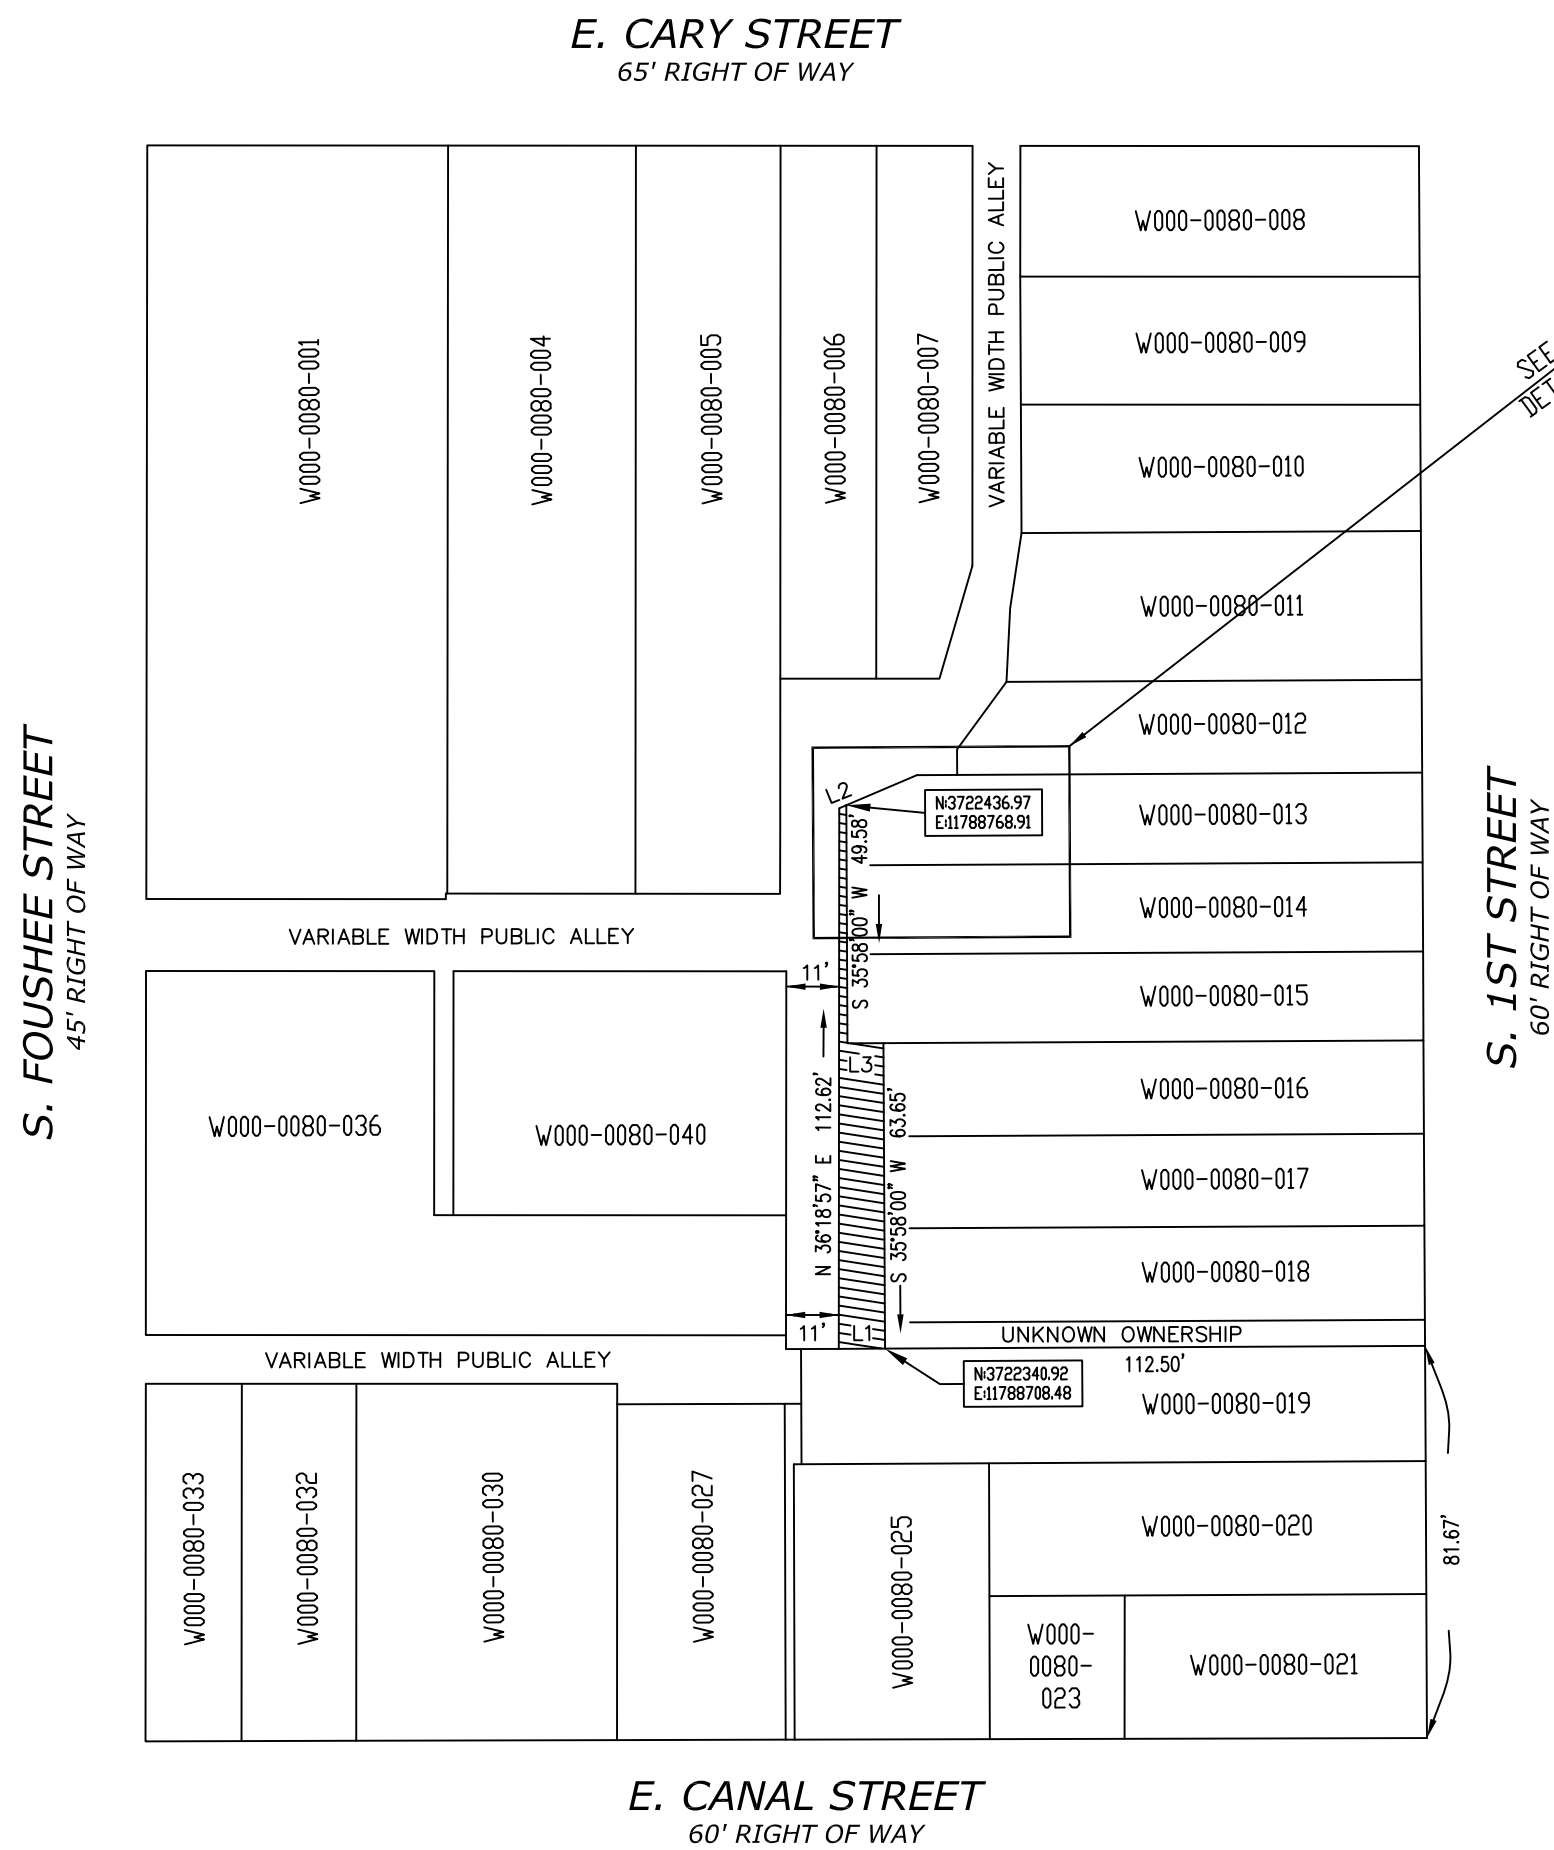 E. CARY STREET
65' RIGHT OF WAY
W000-0080-001
W000-0080-004
W000-0080-005
W000-0080-006
W000-0080-007
VARIABLE WIDTH PUBLIC ALLEY
W000-0080-008
W000-0080-009
W000-0080-010
W000-0080-011
W000-0080-012
W000-0080-013
W000-0080-014
W000-0080-015
W000-0080-016
W000-0080-017
W000-0080-018
SEE
DET
S. FOUSHEE STREET
45' RIGHT OF WAY
S. 1ST STREET
60' RIGHT OF WAY
L2
N:3722436.97
E:11788768.91
S 35°58'00" W 49.58'
VARIABLE WIDTH PUBLIC ALLEY
11'
L3
N 36°18'57" E 112.62'
S 35°58'00" W 63.65'
W000-0080-036
W000-0080-040
11'
L1
UNKNOWN OWNERSHIP
112.50'
VARIABLE WIDTH PUBLIC ALLEY
N:3722340.92
E:11788708.48
W000-0080-019
W000-0080-033
W000-0080-032
W000-0080-030
W000-0080-027
W000-0080-025
W000-0080-020
81.67'
W000-
0080-
023
W000-0080-021
E. CANAL STREET
60' RIGHT OF WAY